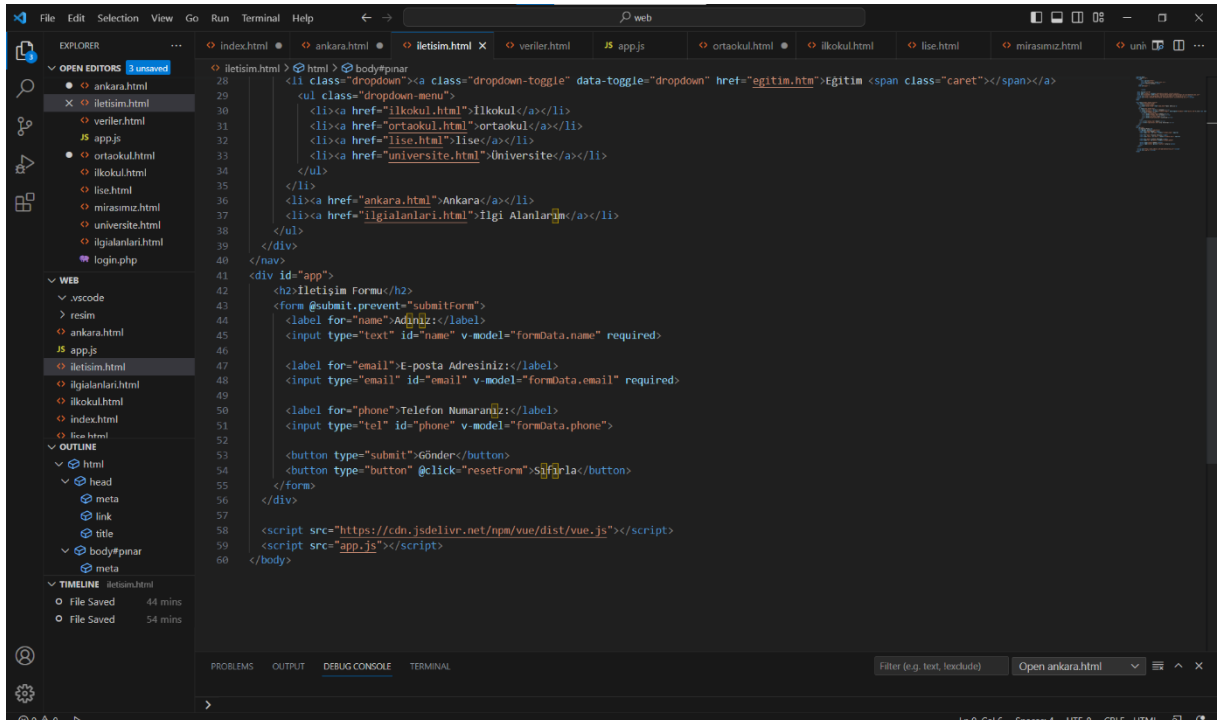 File Edit Selection View Go Run Terminal Help web
EXPLORER
index.html ankara.html iletisim.html veriler.html JS app.js ortaokul.html ilkokul.html lise.html mirasımız.html
OPEN EDITORS 3 unsaved
ankara.html
iletisim.html
veriler.html
JS app.js
ortaokul.html
ilkokul.html
lise.html
mirasımız.html
universite.html
ilgialanlari.html
login.php
WEB
.vscode
resim
ankara.html
JS app.js
iletisim.html
ilgialanlari.html
ilkokul.html
index.html
lise.html
OUTLINE
html
head
meta
link
title
body#pınar
meta
TIMELINE iletisim.html
File Saved 44 mins
File Saved 54 mins
iletisim.html > html > body#pınar
28 <li class="dropdown"><a class="dropdown-toggle" data-toggle="dropdown" href="egitim.htm">Eğitim <span class="caret"></span></a>
29 <ul class="dropdown-menu">
30 <li><a href="ilkokul.html">İlkokul</a></li>
31 <li><a href="ortaokul.html">ortaokul</a></li>
32 <li><a href="lise.html">lise</a></li>
33 <li><a href="universite.html">Üniversite</a></li>
34 </ul>
35 </li>
36 <li><a href="ankara.html">Ankara</a></li>
37 <li><a href="ilgialanlari.html">İlgi Alanlarım</a></li>
38 </ul>
39 </div>
40 </nav>
41 <div id="app">
42 <h2>İletişim Formu</h2>
43 <form @submit.prevent="submitForm">
44 <label for="name">Adınız:</label>
45 <input type="text" id="name" v-model="formData.name" required>
46
47 <label for="email">E-posta Adresiniz:</label>
48 <input type="email" id="email" v-model="formData.email" required>
49
50 <label for="phone">Telefon Numaranız:</label>
51 <input type="tel" id="phone" v-model="formData.phone">
52
53 <button type="submit">Gönder</button>
54 <button type="button" @click="resetForm">Sıfırla</button>
55 </form>
56 </div>
57
58 <script src="https://cdn.jsdelivr.net/npm/vue/dist/vue.js"></script>
59 <script src="app.js"></script>
60 </body>
PROBLEMS OUTPUT DEBUG CONSOLE TERMINAL
Filter (e.g. text, !exclude) Open ankara.html